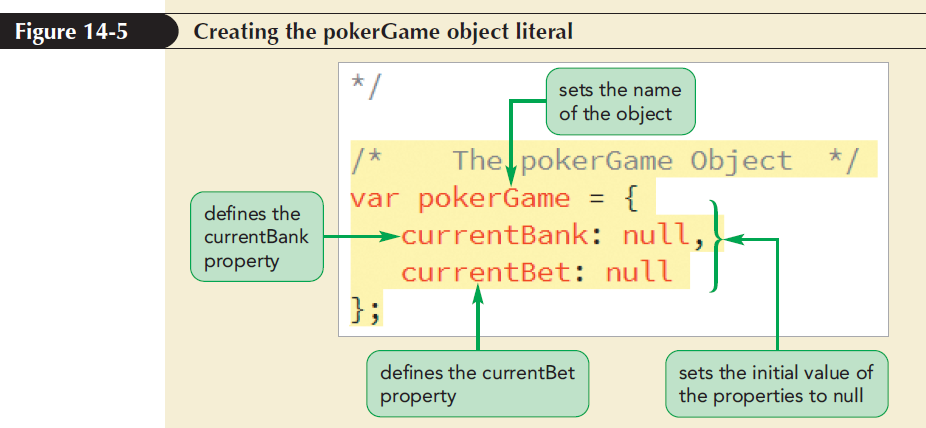 Figure 14-5
Creating the pokerGame object literal
*/
sets the name
of the object
/*    The pokerGame Object  */
var pokerGame = {
defines the
currentBank
property
currentBank: null,
currentBet: null
};
defines the currentBet
property
sets the initial value of
the properties to null